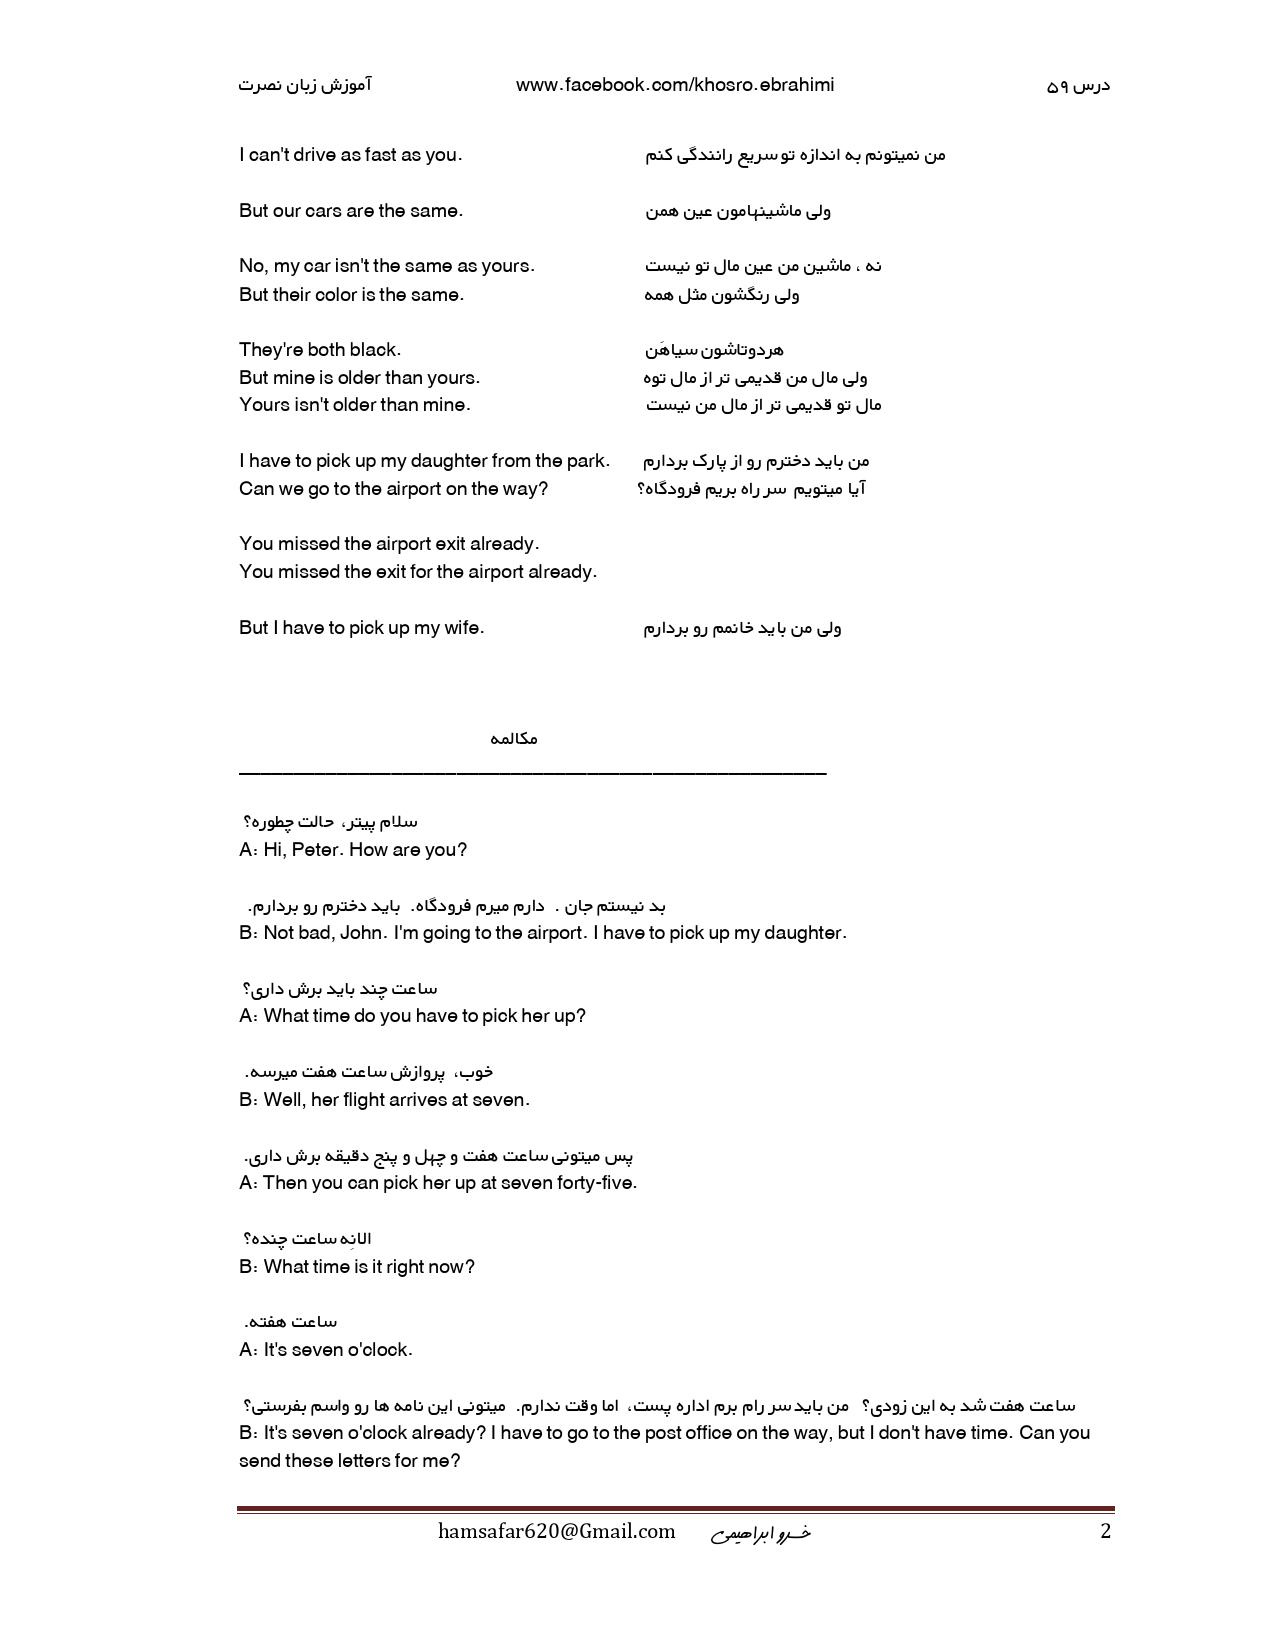 آموزش زبان نصرت www.facebook.com/khosro.ebrahimi درس ۵۹
I can't drive as fast as you. من نمیتونم به اندازه تو سریع رانندگی کنم
But our cars are the same. ولی ماشینهامون عین همن
No, my car isn't the same as yours. نه ، ماشین من عین مال تو نیست
But their color is the same. ولی رنگشون مثل همه
They're both black. هردوتاشون سیاهَن
But mine is older than yours. ولی مال من قدیمی تر از مال توه
Yours isn't older than mine. مال تو قدیمی تر از مال من نیست
I have to pick up my daughter from the park. من باید دخترم رو از پارک بردارم
Can we go to the airport on the way? آیا میتویم سر راه بریم فرودگاه؟
You missed the airport exit already.
You missed the exit for the airport already.
But I have to pick up my wife. ولی من باید خانمم رو بردارم
مکالمه
سلام پیتر، حالت چطوره؟
A: Hi, Peter. How are you?
بد نیستم جان . دارم میرم فرودگاه. باید دخترم رو بردارم.
B: Not bad, John. I'm going to the airport. I have to pick up my daughter.
ساعت چند باید برش داری؟
A: What time do you have to pick her up?
خوب، پروازش ساعت هفت میرسه.
B: Well, her flight arrives at seven.
پس میتونی ساعت هفت و چهل و پنج دقیقه برش داری.
A: Then you can pick her up at seven forty-five.
الانِه ساعت چنده؟
B: What time is it right now?
ساعت هفته.
A: It's seven o'clock.
ساعت هفت شد به این زودی؟ من باید سر رام برم اداره پست، اما وقت ندارم. میتونی این نامه ها رو واسم بفرستی؟
B: It's seven o'clock already? I have to go to the post office on the way, but I don't have time. Can you
send these letters for me?
hamsafar620@Gmail.com خسرو ابراهیمی 2